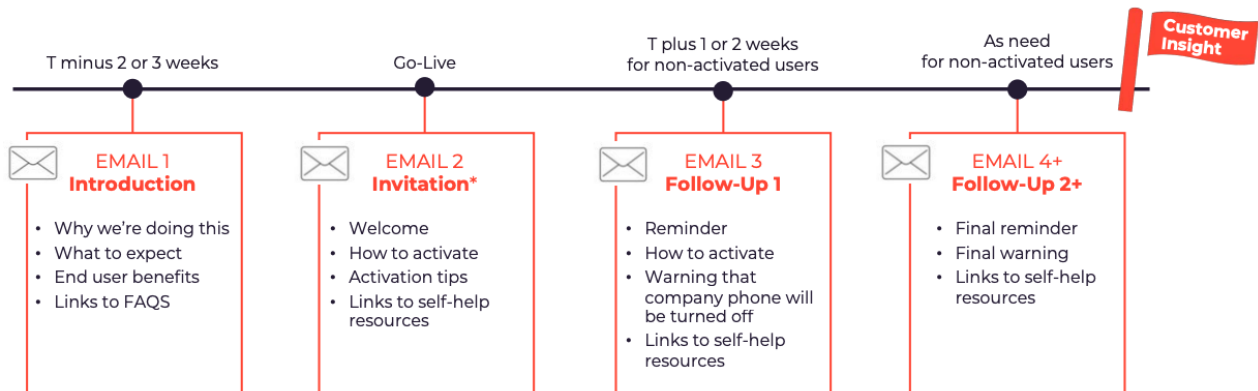 Customer
Insight
T minus 2 or 3 weeks
Go-Live
T plus 1 or 2 weeks
for non-activated users
As need
for non-activated users
EMAIL 1
Introduction
• Why we're doing this
• What to expect
• End user benefits
• Links to FAQS
EMAIL 2
Invitation*
• Welcome
• How to activate
• Activation tips
• Links to self-help
resources
EMAIL 3
Follow-Up 1
• Reminder
• How to activate
• Warning that
company phone will
be turned off
• Links to self-help
resources
EMAIL 4+
Follow-Up 2+
• Final reminder
• Final warning
• Links to self-help
resources